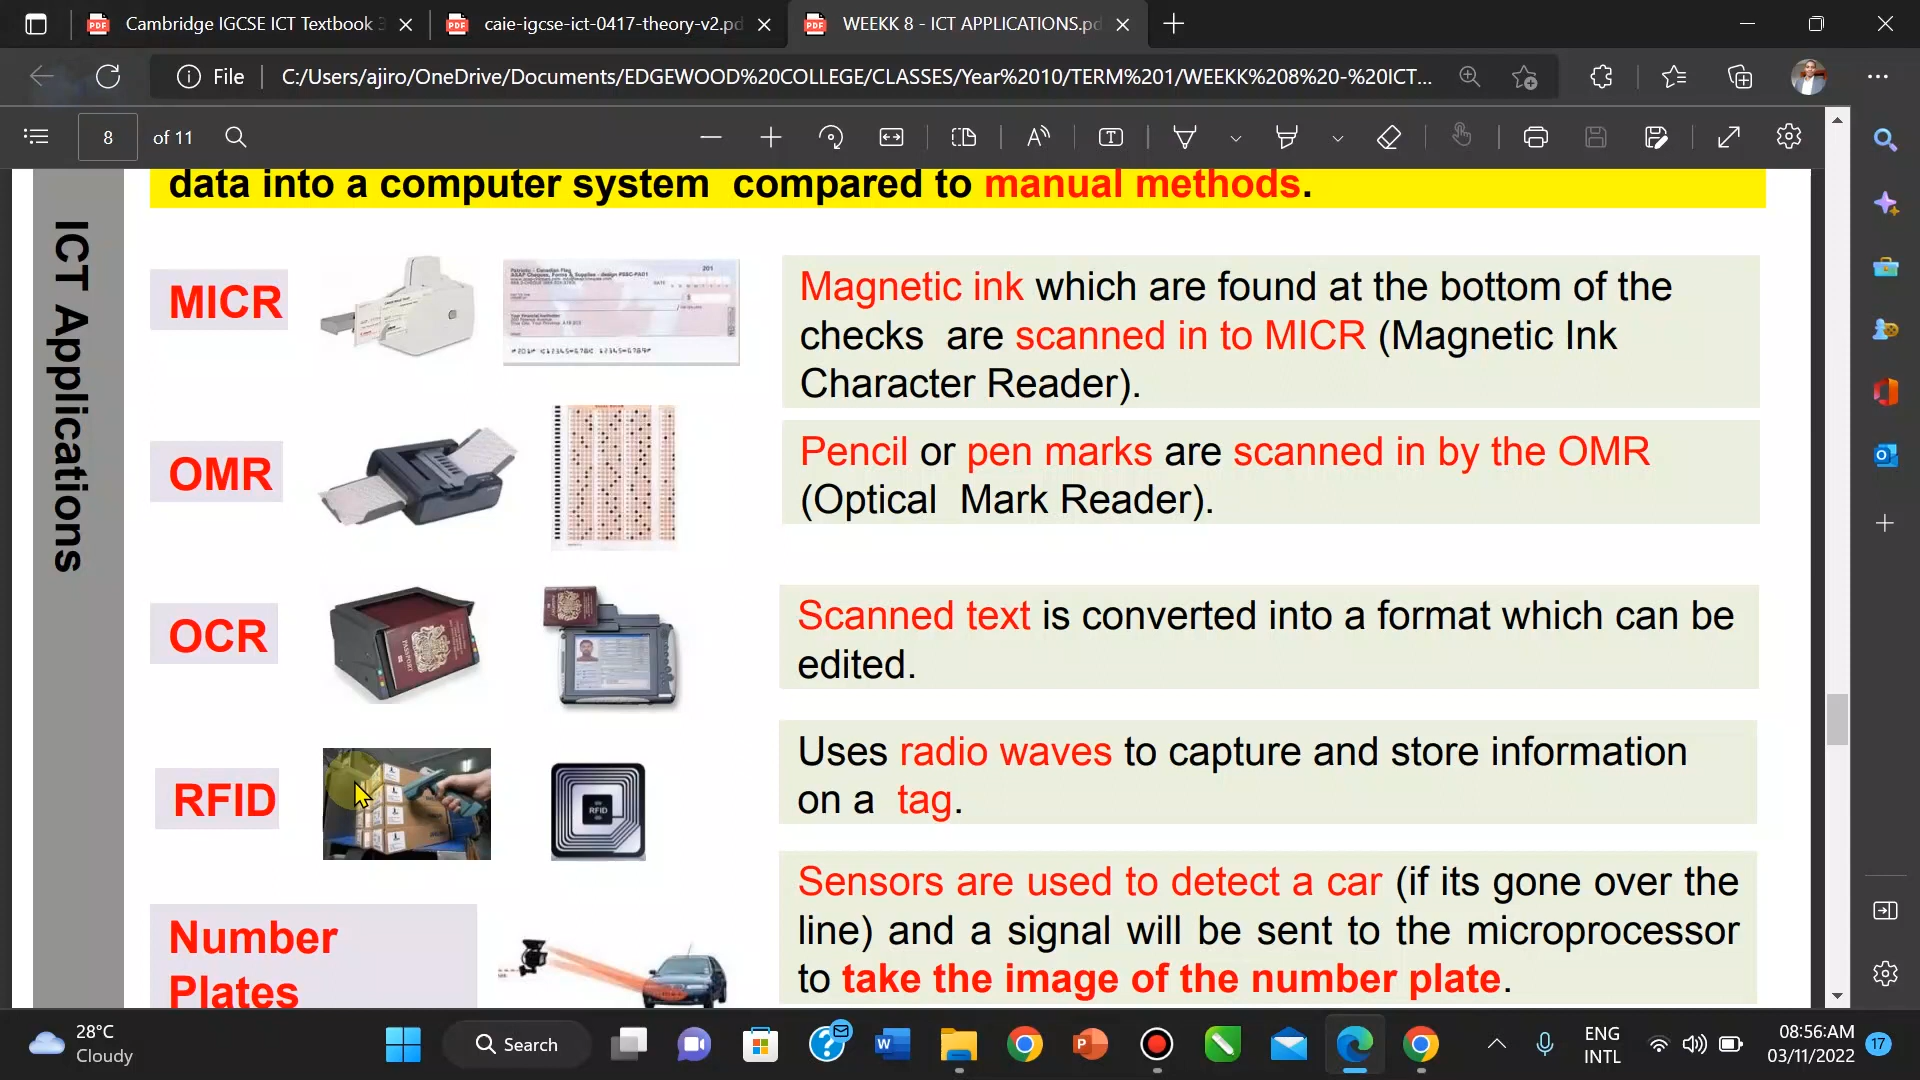 Cambridge IGCSE ICT Textbook 3
caie-igcse-ict-0417-theory-v2.pd
WEEKK 8 - ICT APPLICATIONS.pd
File
C:/Users/ajiro/OneDrive/Documents/EDGEWOOD%20COLLEGE/CLASSES/Year%2010/TERM%201/WEEKK%208%20-%20ICT...
8 of 11
data into a computer system compared to manual methods.
ICT Applications
MICR
201
DATE
Magnetic ink which are found at the bottom of the
checks are scanned in to MICR (Magnetic Ink
Character Reader).
OMR
Pencil or pen marks are scanned in by the OMR
(Optical Mark Reader).
OCR
PASSPORT
Scanned text is converted into a format which can be
edited.
RFID
RFID
Uses radio waves to capture and store information
on a tag.
Number
Plates
Sensors are used to detect a car (if its gone over the
line) and a signal will be sent to the microprocessor
to take the image of the number plate.
28°C
Cloudy
Search
ENG
INTL
08:56:AM
03/11/2022
17